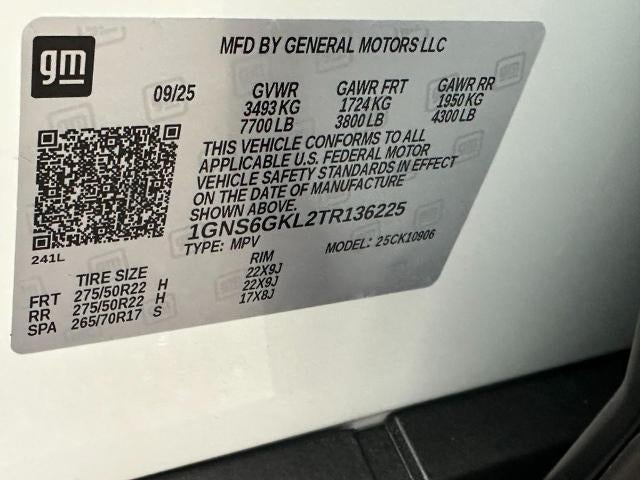 gm
MFD BY GENERAL MOTORS LLC
09/25 GVWR GAWR FRT GAWR RR
3493 KG 1724 KG 1950 KG
7700 LB 3800 LB 4300 LB
THIS VEHICLE CONFORMS TO ALL
APPLICABLE U.S. FEDERAL MOTOR
VEHICLE SAFETY STANDARDS IN EFFECT
ON THE DATE OF MANUFACTURE
SHOWN ABOVE.
1GNS6GKL2TR136225
TYPE: MPV MODEL: 25CK10906
241L
TIRE SIZE RIM
FRT 275/50R22 H 22X9J
RR 275/50R22 H 22X9J
SPA 265/70R17 S 17X8J